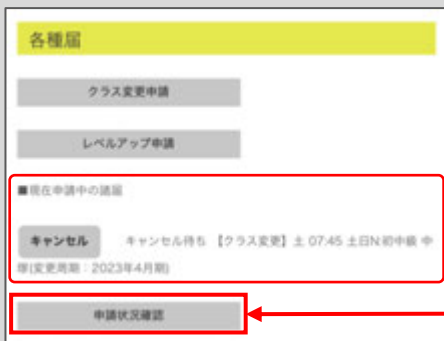 各種届
クラス変更申請
レベルアップ申請
■現在申請中の諸届
キャンセル キャンセル待ち 【クラス変更】土 07:45 土日N初中級 中
塚(変更周期：2023年4月期)
申請状況確認